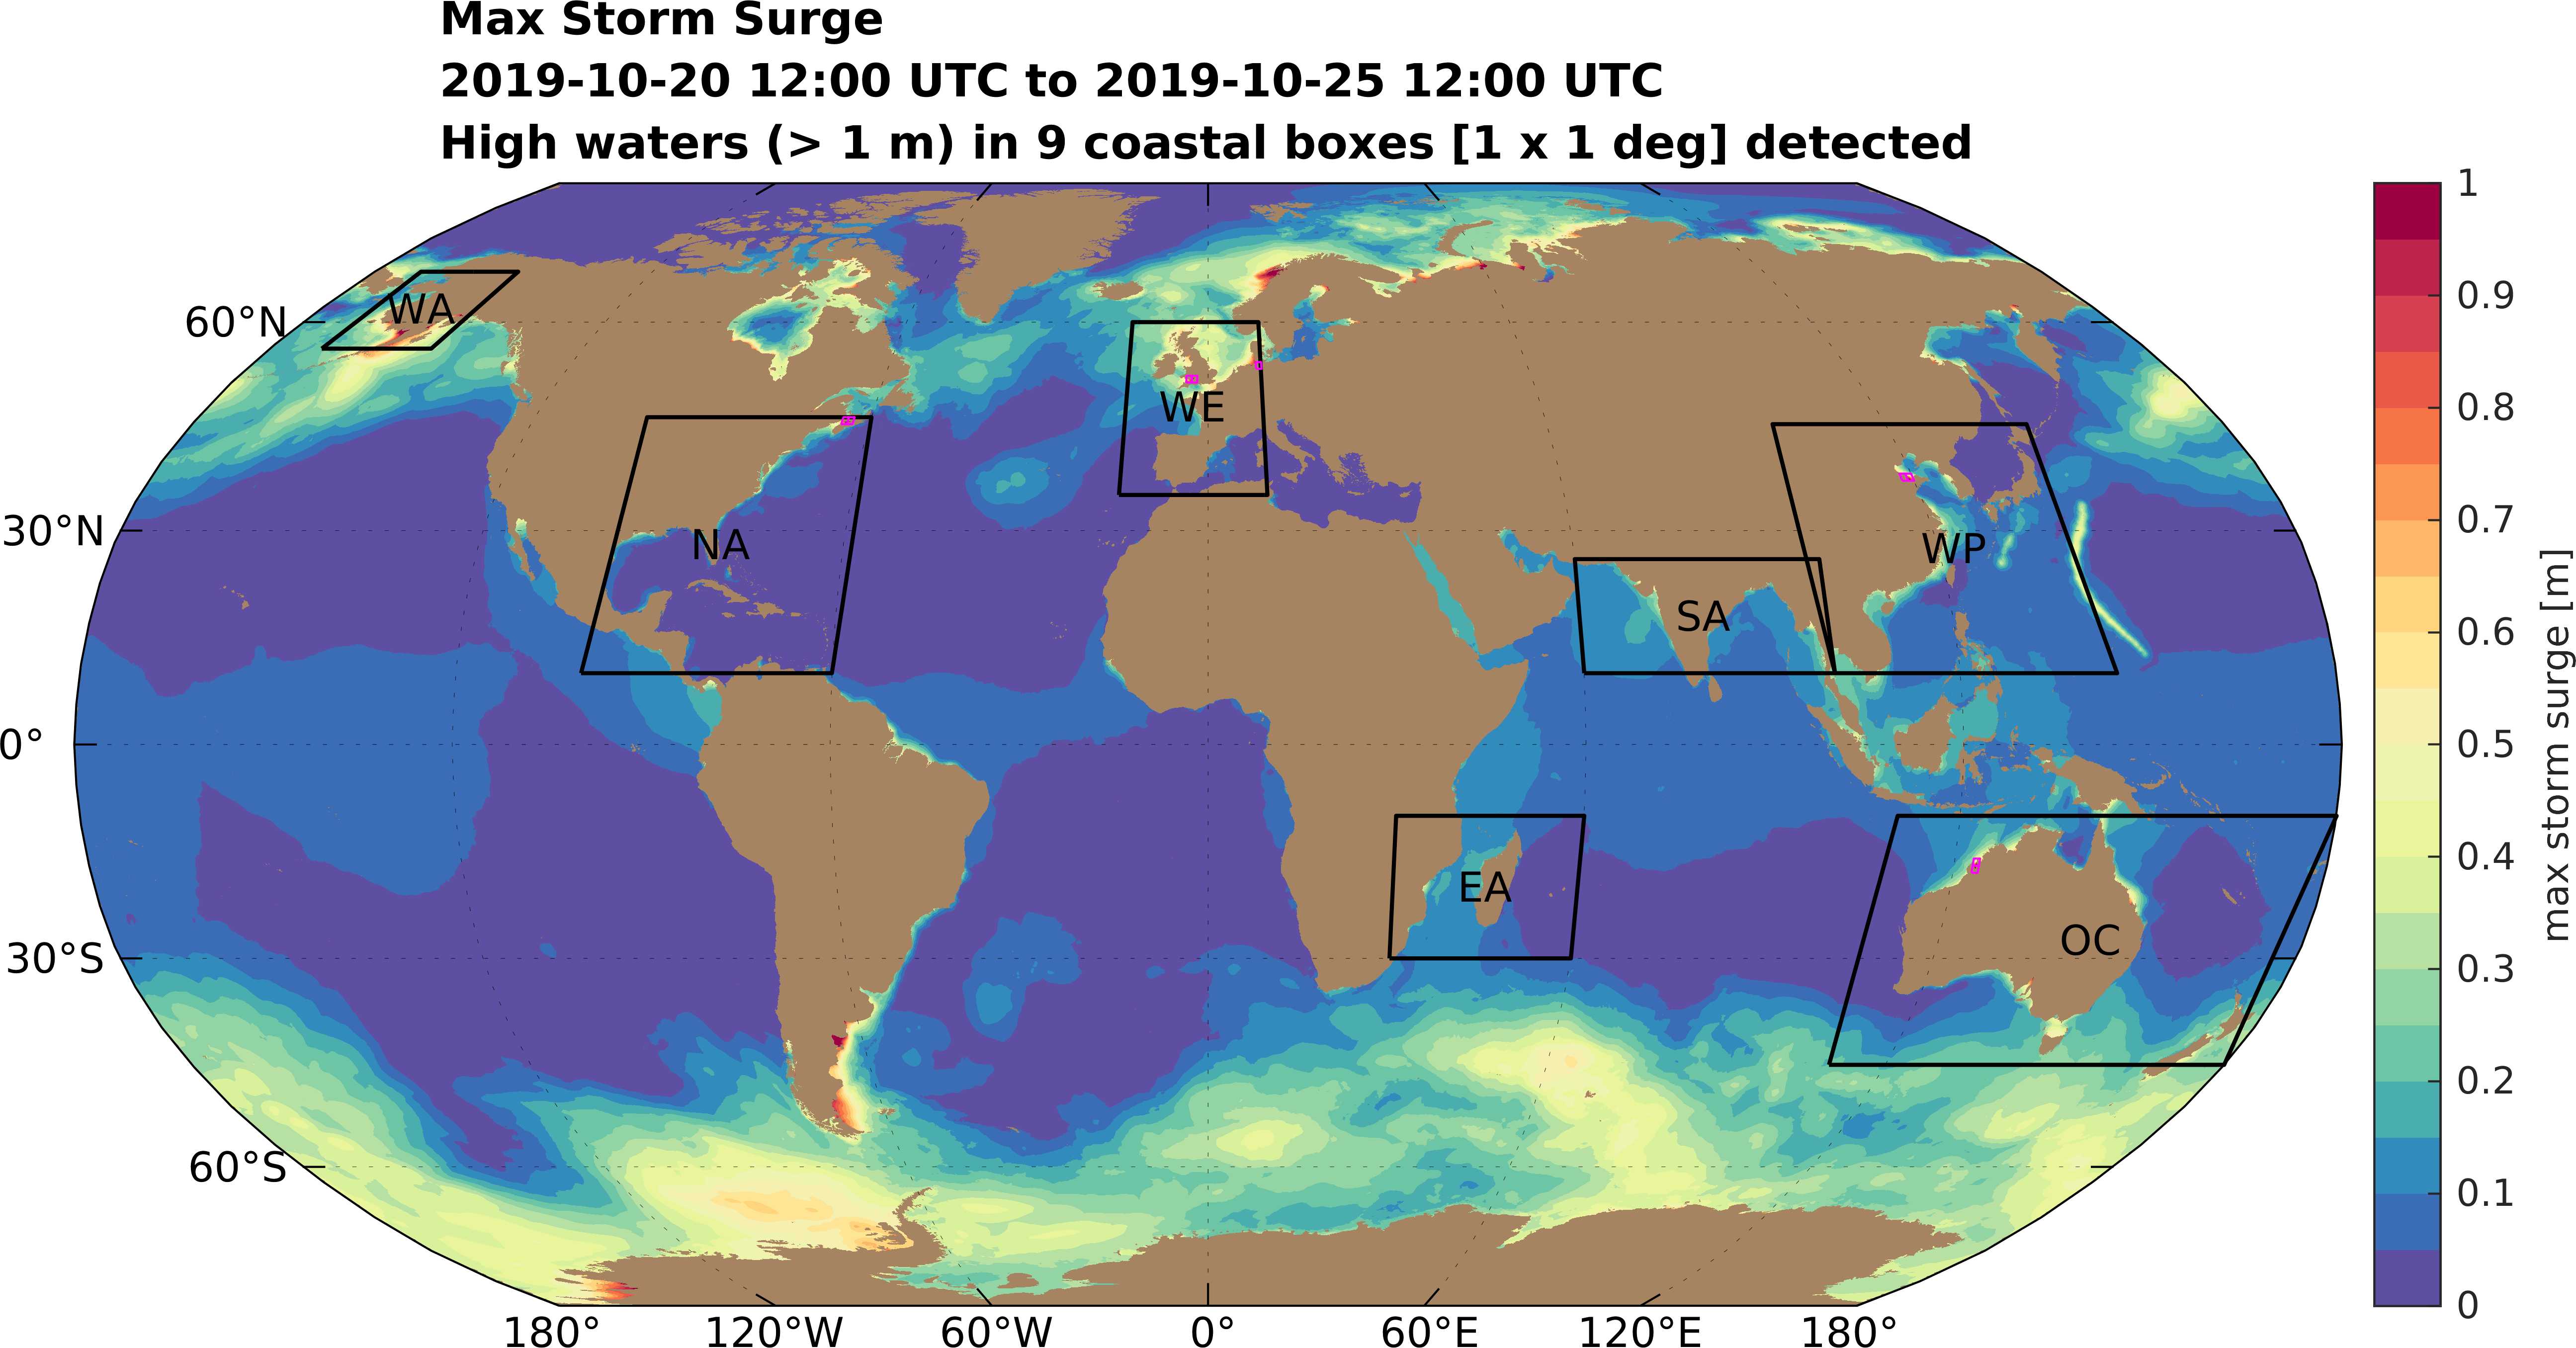 Max Storm Surge
2019-10-20 12:00 UTC to 2019-10-25 12:00 UTC
High waters (> 1 m) in 9 coastal boxes [1 x 1 deg] detected
60°N
30°N
0°
30°S
60°S
180°
120°W
60°W
0°
60°E
120°E
180°
WA
NA
WE
SA
WP
EA
OC
1
0.9
0.8
0.7
0.6
0.5
0.4
0.3
0.2
0.1
0
max storm surge [m]